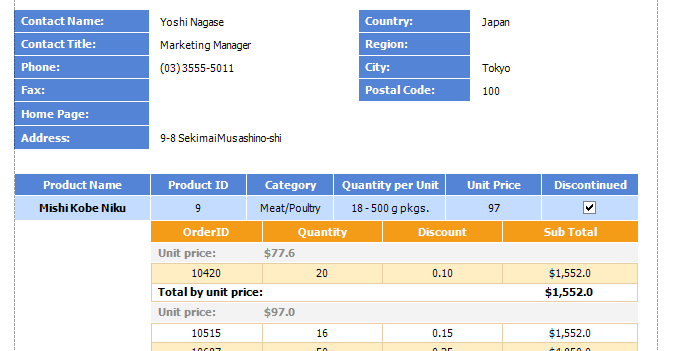 Contact Name: Yoshi Nagase Country: Japan
Contact Title: Marketing Manager Region:
Phone: (03) 3555-5011 City: Tokyo
Fax: Postal Code: 100
Home Page:
Address: 9-8 SekimaiMusashino-shi
Product Name Product ID Category Quantity per Unit Unit Price Discontinued
Mishi Kobe Niku 9 Meat/Poultry 18 - 500 g pkgs. 97
OrderID Quantity Discount Sub Total
Unit price: $77.6
10420 20 0.10 $1,552.0
Total by unit price: $1,552.0
Unit price: $97.0
10515 16 0.15 $1,552.0